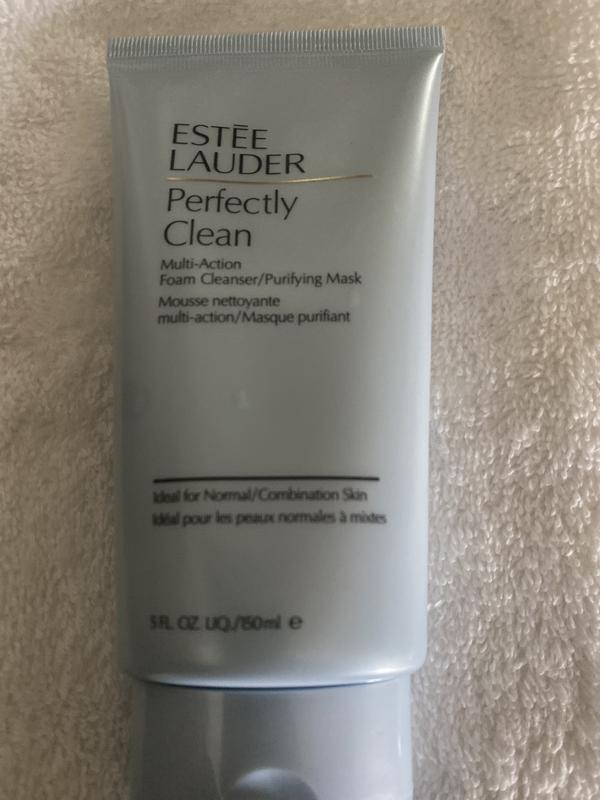 ESTĒE
LAUDER
Perfectly
Clean
Multi-Action
Foam Cleanser/Purifying Mask
Mousse nettoyante
multi-action/Masque purifiant
Ideal for Normal/Combination Skin
Idéal pour les peaux normales à mixtes
5 FL. OZ. LIQ./150ml e